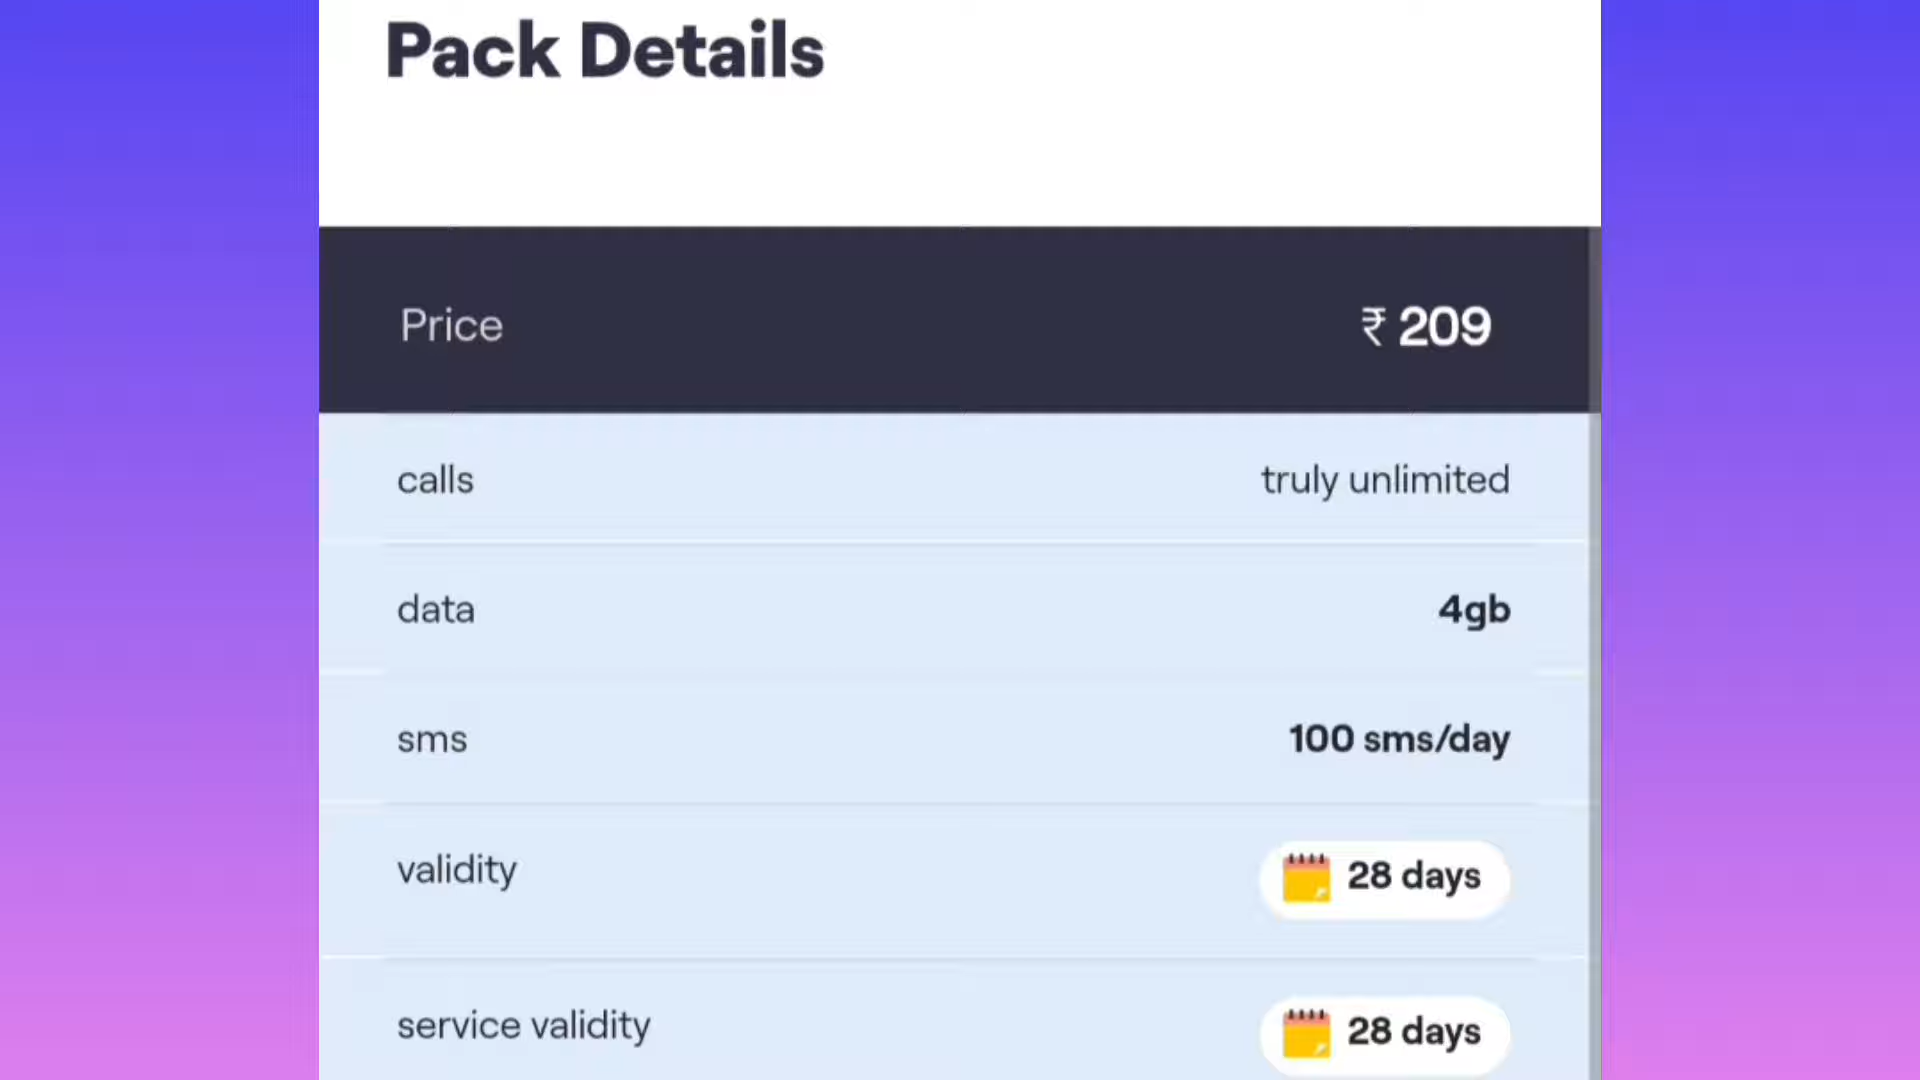 Pack Details
Price ₹ 209
calls truly unlimited
data 4gb
sms 100 sms/day
validity 28 days
service validity 28 days